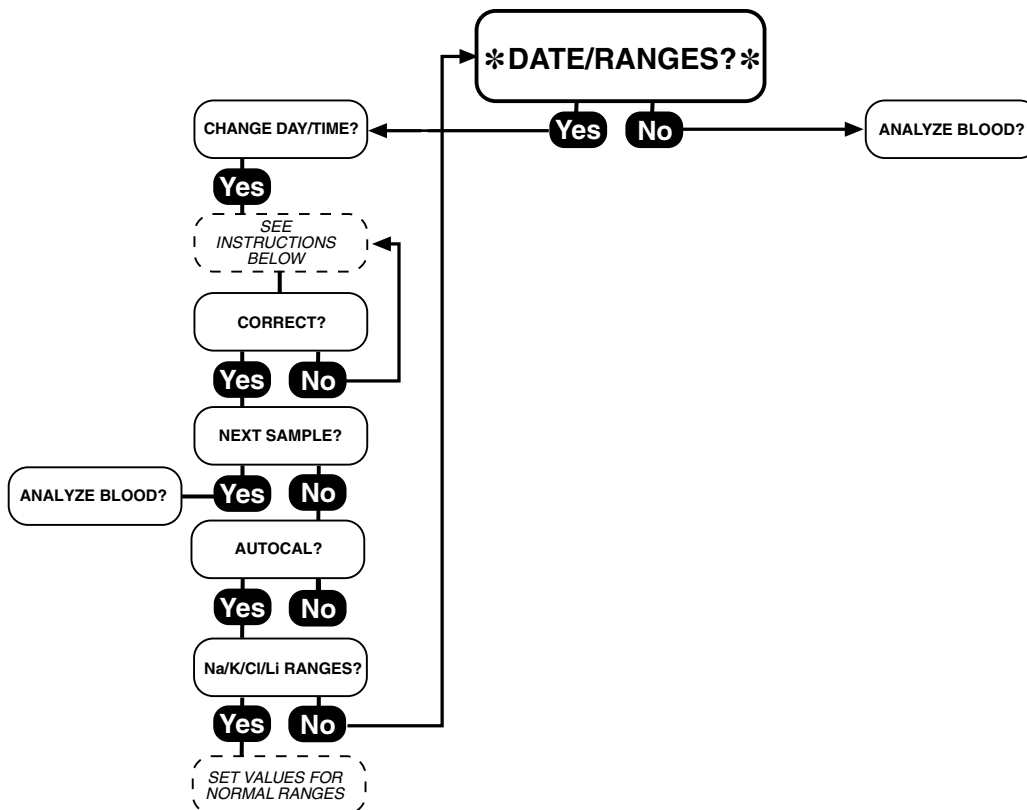 *DATE/RANGES?*
CHANGE DAY/TIME?
Yes
No
ANALYZE BLOOD?
Yes
SEE
INSTRUCTIONS
BELOW
CORRECT?
Yes
No
NEXT SAMPLE?
ANALYZE BLOOD?
Yes
No
AUTOCAL?
Yes
No
Na/K/Cl/Li RANGES?
Yes
No
SET VALUES FOR
NORMAL RANGES